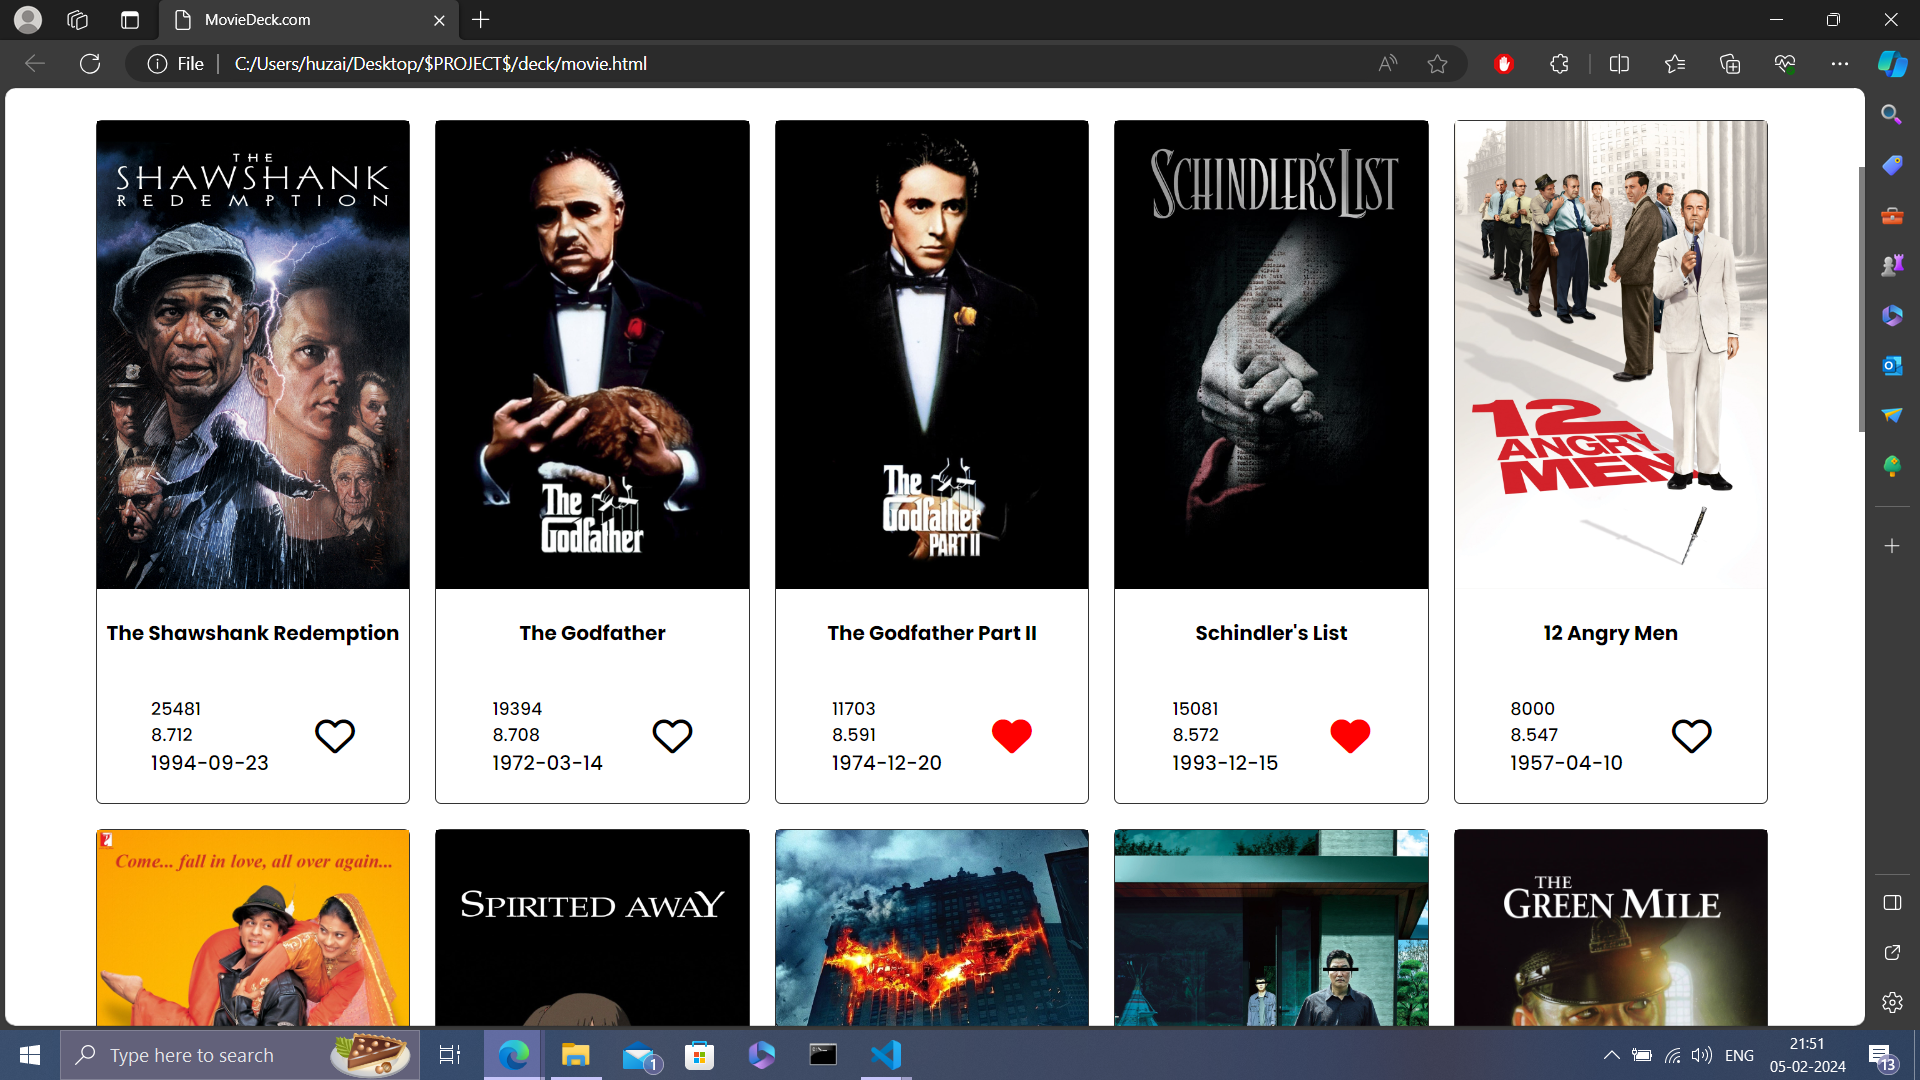 MovieDeck.com
File
C:/Users/huzai/Desktop/$PROJECT$/deck/movie.html
THE
SHAWSHANK
REDEMPTION
The
Godfather
The
Godfather
PART II
SCHINDLER'S LIST
12
ANGRY
MEN
The Shawshank Redemption
The Godfather
The Godfather Part II
Schindler's List
12 Angry Men
25481
8.712
1994-09-23
19394
8.708
1972-03-14
11703
8.591
1974-12-20
15081
8.572
1993-12-15
8000
8.547
1957-04-10
Come... fall in love, all over again...
SPIRITED AWAY
THE
GREEN MILE
Type here to search
1
ENG
21:51
05-02-2024
13